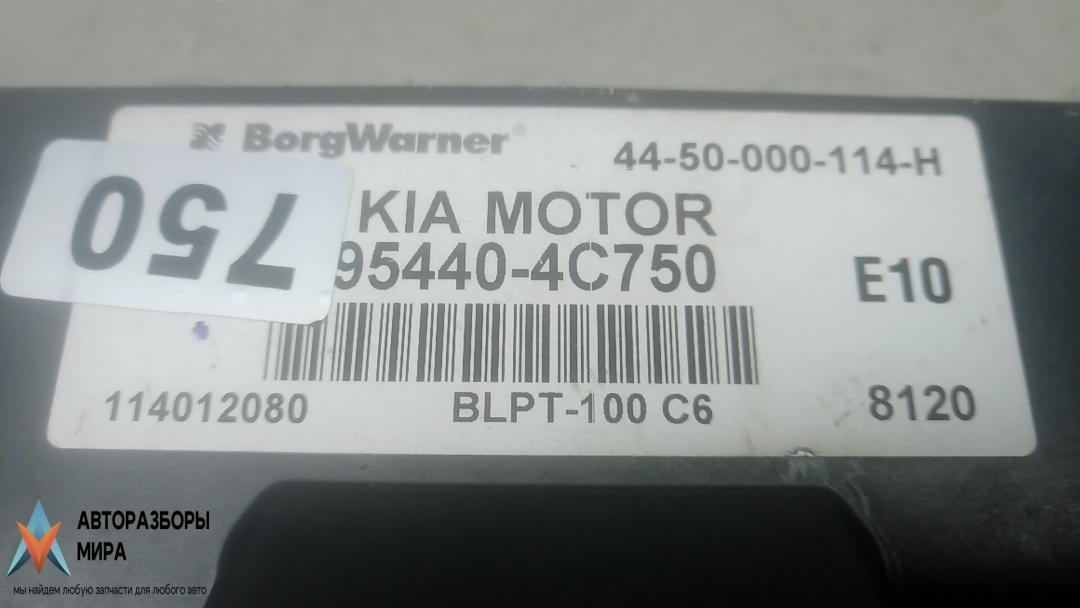 BorgWarner®
44-50-000-114-H
750
KIA MOTOR
95440-4C750
E10
114012080
BLPT-100 C6
8120
АВТОРАЗБОРЫ
МИРА
мы найдем любую запчасти для любого авто